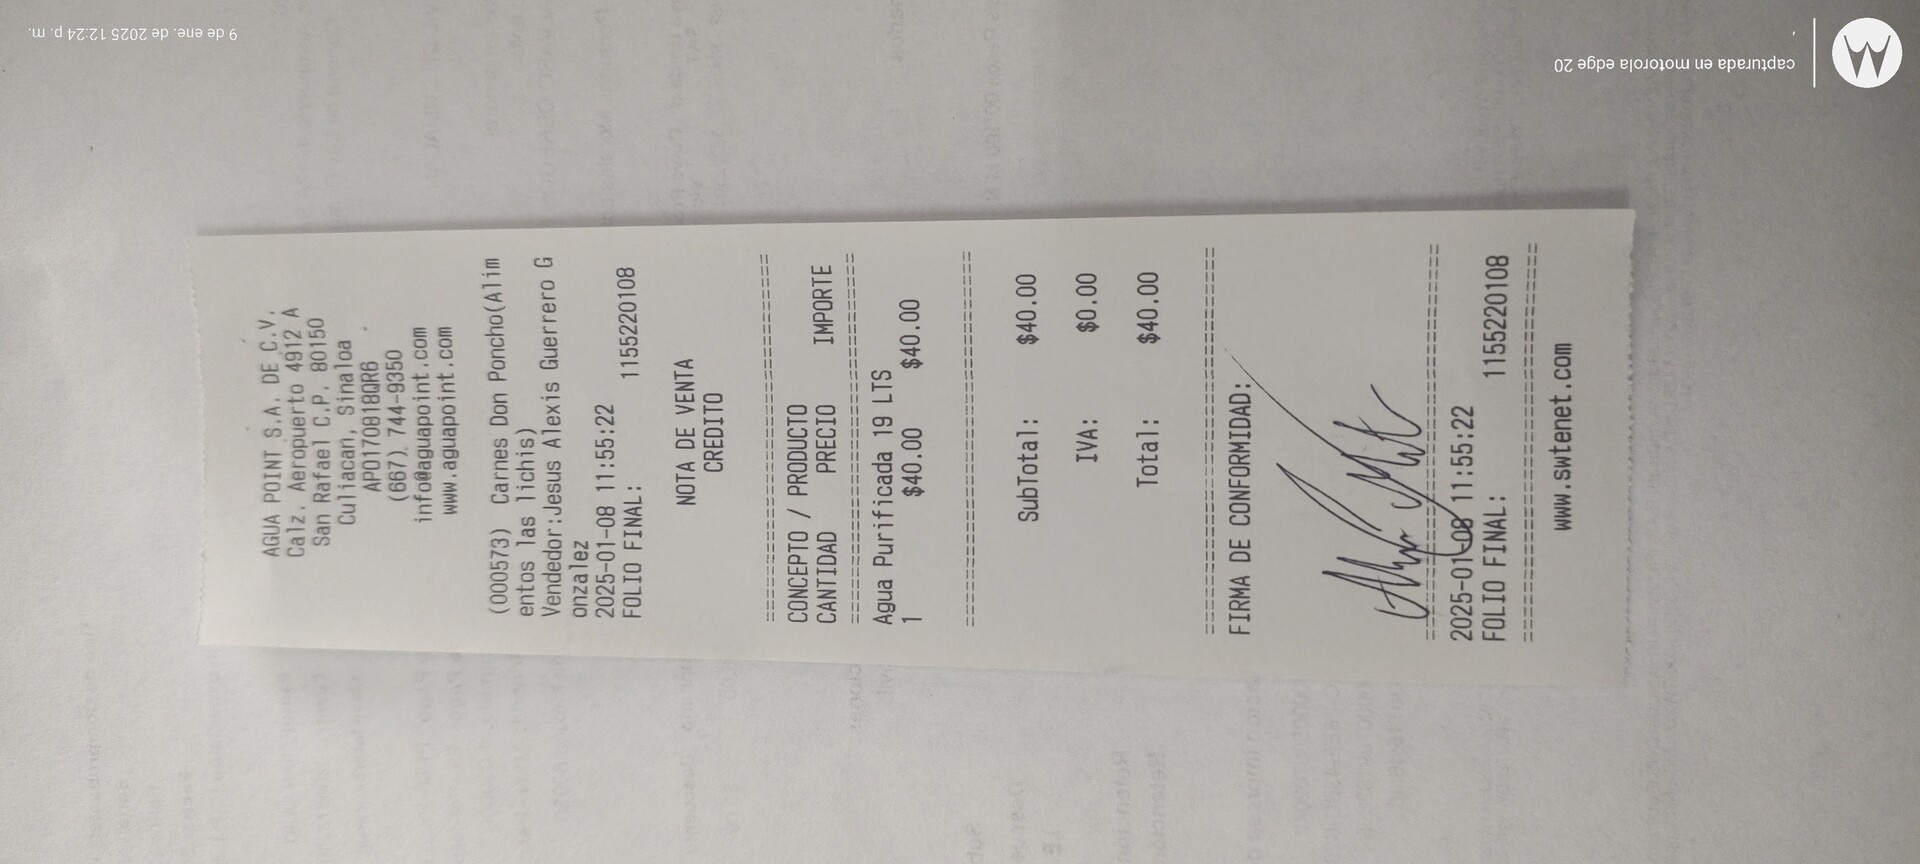 AGUA POINT S.A. DE C.V.
Calz. Aeropuerto 4912 A
San Rafael C.P. 80150
Culiacan, Sinaloa
APO170818QR6
(667) 744-9350
info@aguapoint.com
www.aguapoint.com
(000573) Carnes Don Poncho(Alim
entos las lichis)
Vendedor:Jesus Alexis Guerrero G
onzalez
2025-01-08 11:55:22
FOLIO FINAL: 1155220108
NOTA DE VENTA
CREDITO
================================
CONCEPTO / PRODUCTO
CANTIDAD PRECIO IMPORTE
================================
Agua Purificada 19 LTS
1 $40.00 $40.00
================================
SubTotal: $40.00
IVA: $0.00
Total: $40.00
================================
FIRMA DE CONFORMIDAD:
================================
2025-01-08 11:55:22
FOLIO FINAL: 1155220108
================================
www.swtenet.com
capturada en motorola edge 20
9 de ene. de 2025 12:24 p. m.